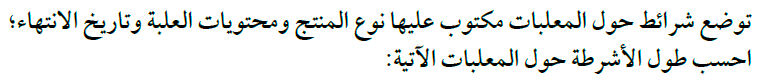 توضع شرائط حول المعلبات مكتوب عليها نوع المنتج ومحتويات العلبة وتاريخ الانتهاء؛
احسب طول الأشرطة حول المعلبات الآتية: